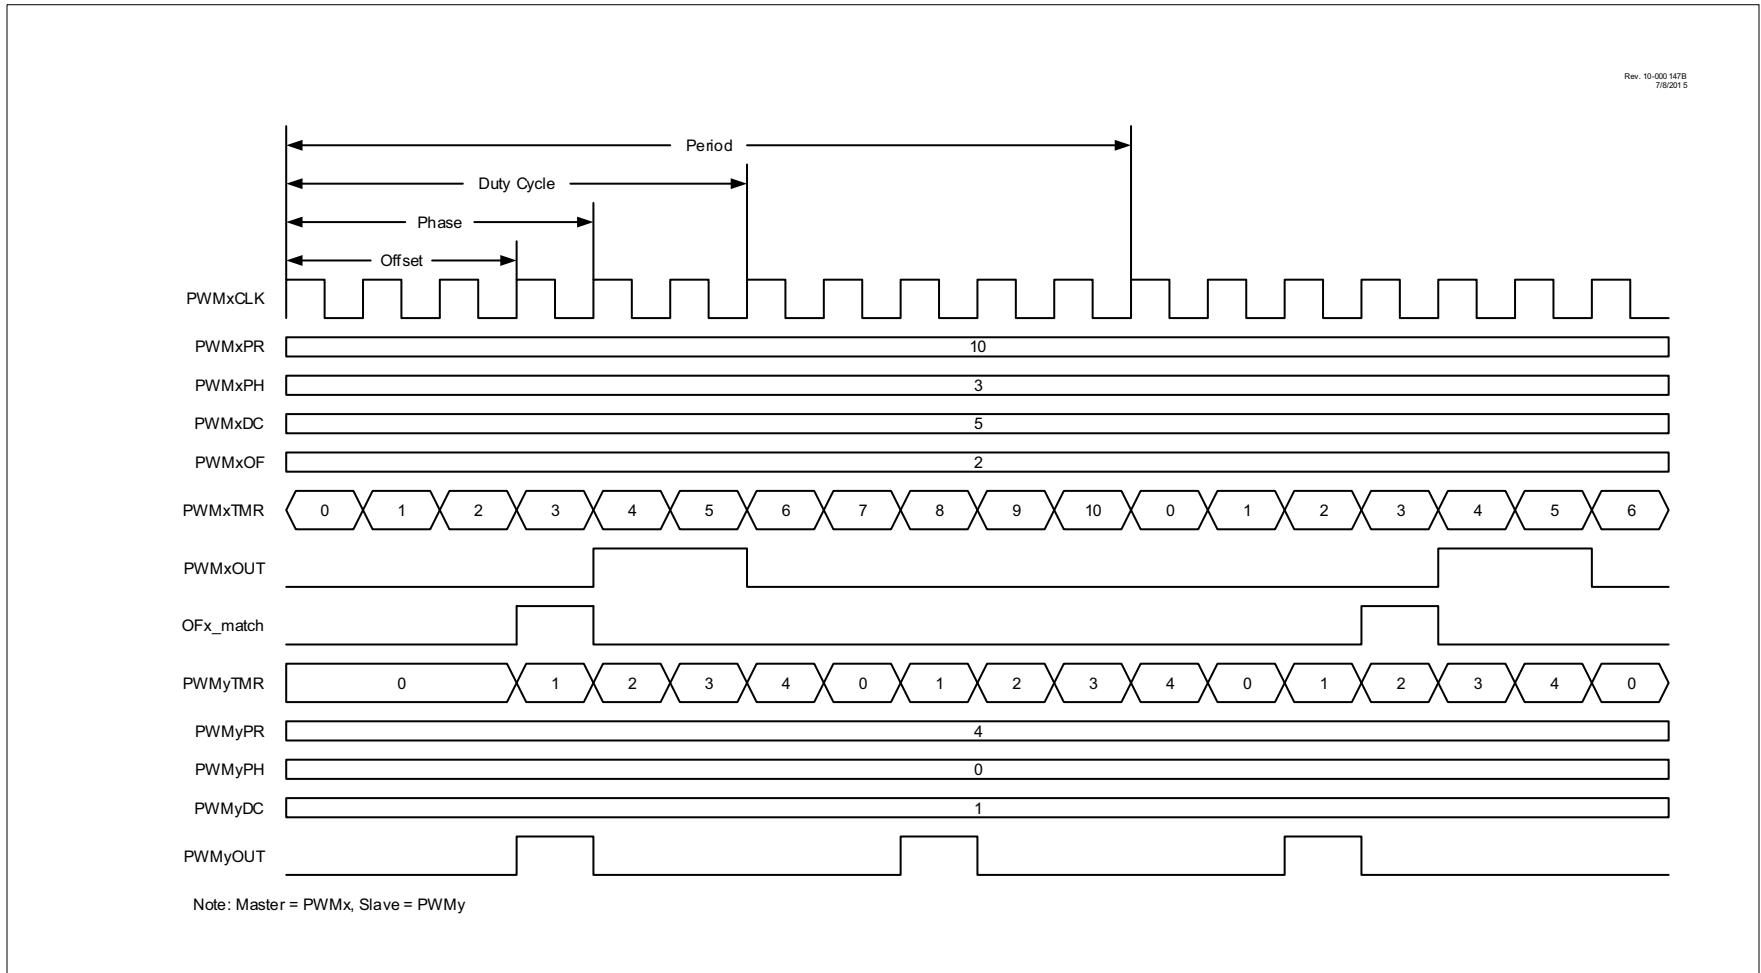 Rev. 10-000 147B
7/8/201 5
Period
Duty Cycle
Phase
Offset
PWMxCLK
PWMxPR 10
PWMxPH 3
PWMxDC 5
PWMxOF 2
PWMxTMR 0 1 2 3 4 5 6 7 8 9 10 0 1 2 3 4 5 6
PWMxOUT
OFx_match
PWMyTMR 0 1 2 3 4 0 1 2 3 4 0 1 2 3 4 0
PWMyPR 4
PWMyPH 0
PWMyDC 1
PWMyOUT
Note: Master = PWMx, Slave = PWMy